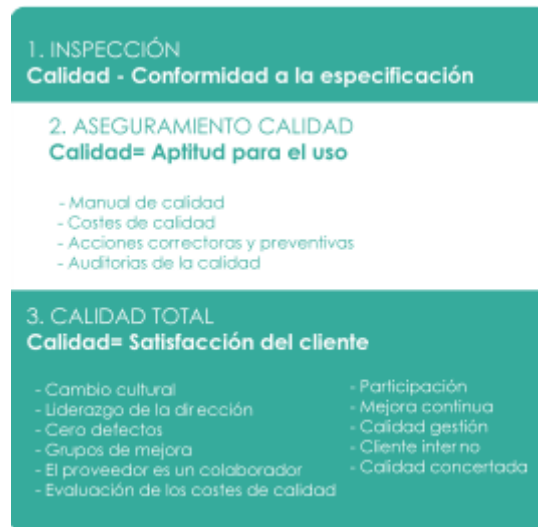 1. INSPECCIÓN
Calidad - Conformidad a la especificación
2. ASEGURAMIENTO CALIDAD
Calidad= Aptitud para el uso
- Manual de calidad
- Costes de calidad
- Acciones correctoras y preventivas
- Auditorias de la calidad
3. CALIDAD TOTAL
Calidad= Satisfacción del cliente
- Cambio cultural
- Liderazgo de la dirección
- Cero defectos
- Grupos de mejora
- El proveedor es un colaborador
- Evaluación de los costes de calidad
- Participación
- Mejora continua
- Calidad gestión
- Cliente interno
- Calidad concertada